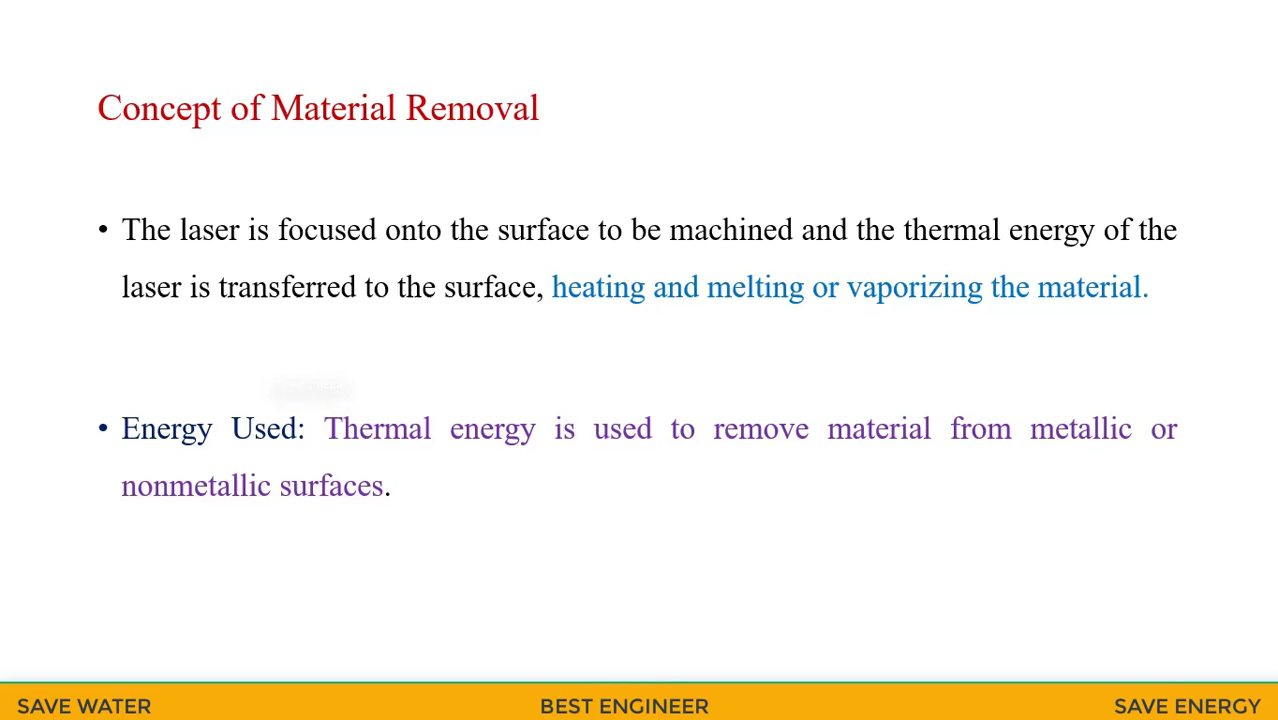 Concept of Material Removal
• The laser is focused onto the surface to be machined and the thermal energy of the
laser is transferred to the surface, heating and melting or vaporizing the material.
• Energy Used: Thermal energy is used to remove material from metallic or
nonmetallic surfaces.
SAVE WATER BEST ENGINEER SAVE ENERGY